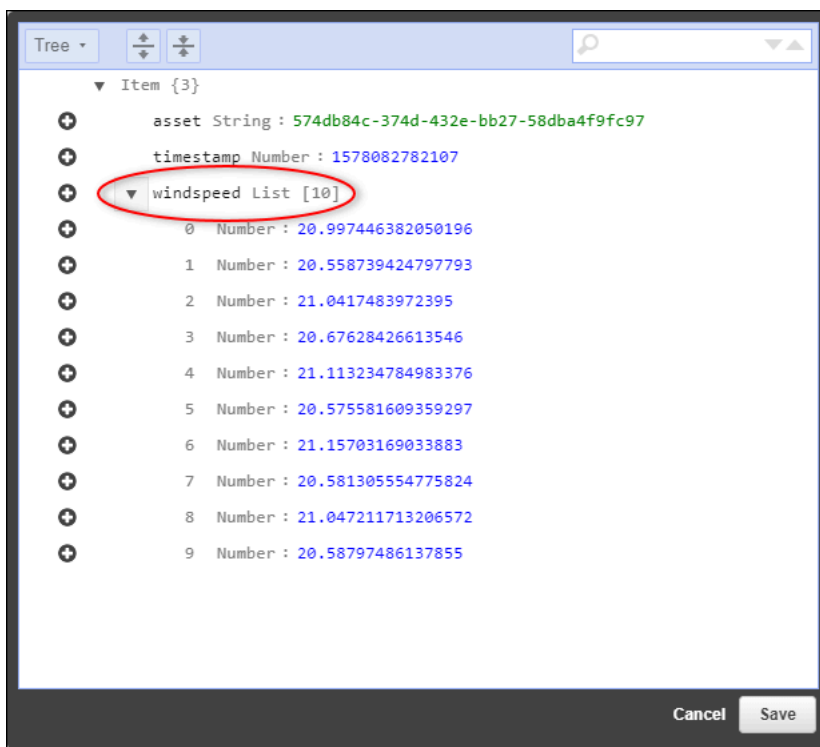 Tree
Item {3}
asset String : 574db84c-374d-432e-bb27-58dba4f9fc97
timestamp Number : 1578082782107
windspeed List [10]
0 Number : 20.997446382050196
1 Number : 20.558739424797793
2 Number : 21.0417483972395
3 Number : 20.67628426613546
4 Number : 21.113234784983376
5 Number : 20.575581609359297
6 Number : 21.15703169033883
7 Number : 20.581305554775824
8 Number : 21.047211713206572
9 Number : 20.58797486137855
Cancel Save